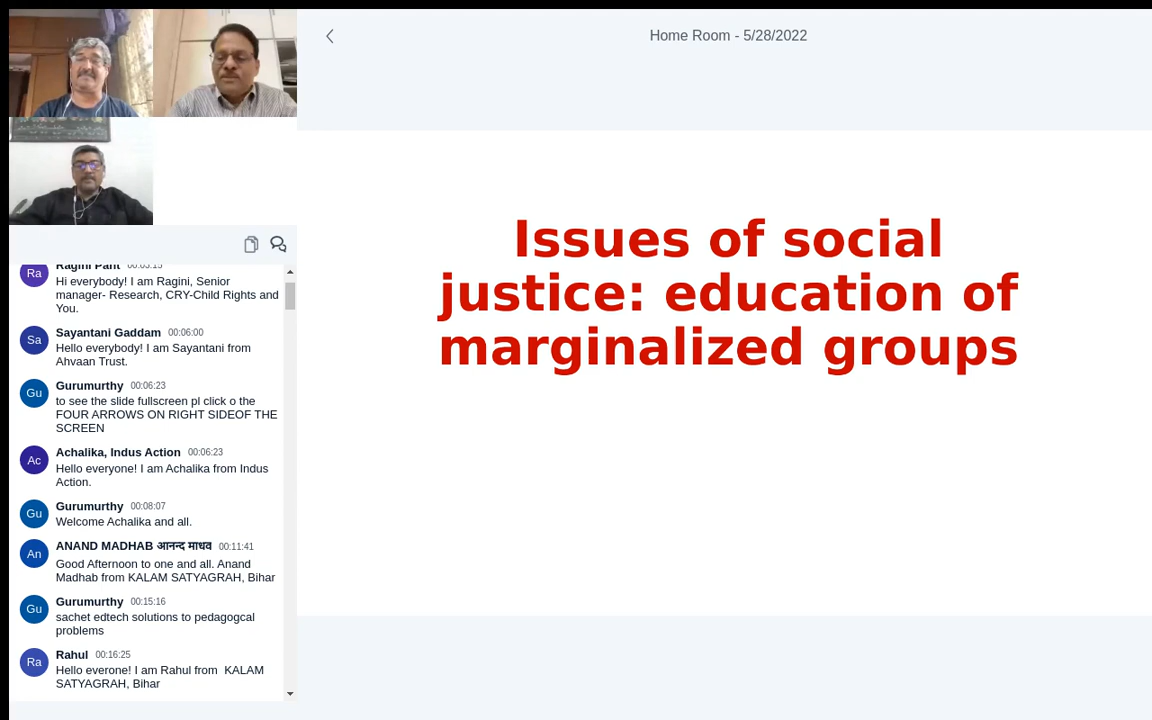 Home Room - 5/28/2022
Issues of social
justice: education of
marginalized groups
Ra
Ragini Pant 00:05:15
Hi everybody! I am Ragini, Senior
manager- Research, CRY-Child Rights and
You.
Sa
Sayantani Gaddam 00:06:00
Hello everybody! I am Sayantani from
Ahvaan Trust.
Gu
Gurumurthy 00:06:23
to see the slide fullscreen pl click o the
FOUR ARROWS ON RIGHT SIDEOF THE
SCREEN
Ac
Achalika, Indus Action 00:06:23
Hello everyone! I am Achalika from Indus
Action.
Gu
Gurumurthy 00:08:07
Welcome Achalika and all.
An
ANAND MADHAB आनन्द माधव 00:11:41
Good Afternoon to one and all. Anand
Madhab from KALAM SATYAGRAH, Bihar
Gu
Gurumurthy 00:15:16
sachet edtech solutions to pedagogcal
problems
Ra
Rahul 00:16:25
Hello everone! I am Rahul from  KALAM
SATYAGRAH, Bihar